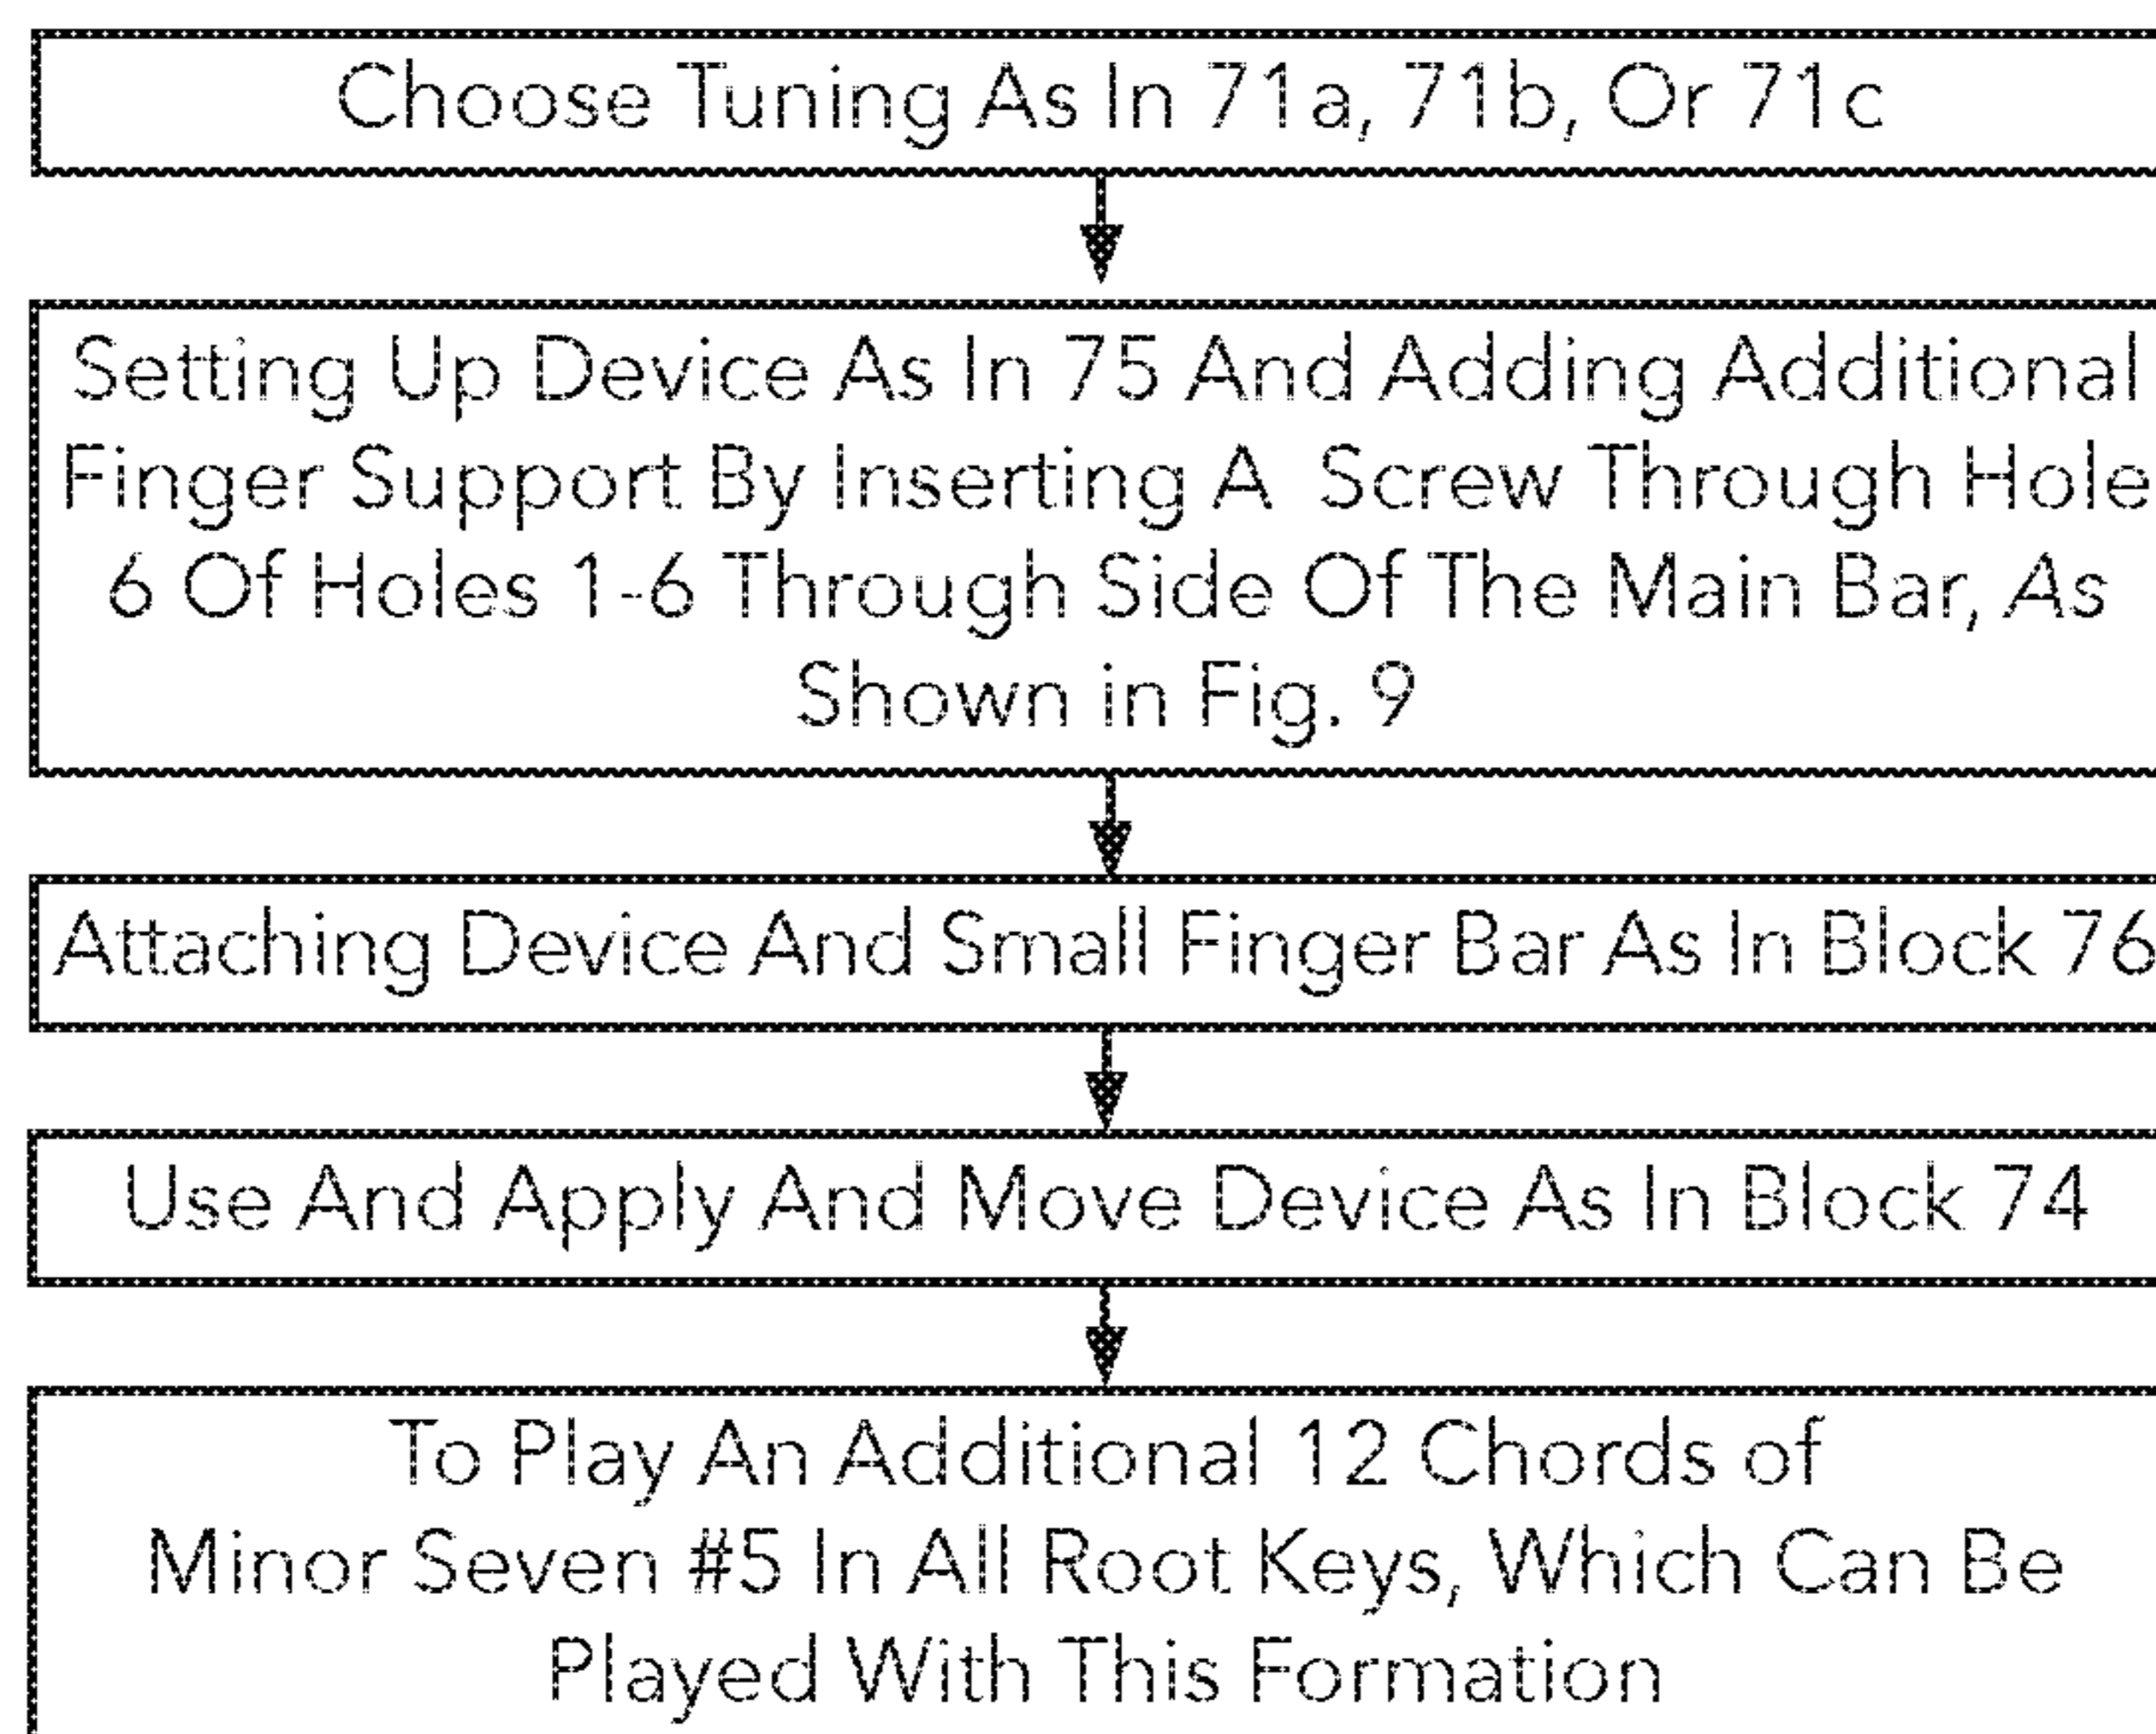 Choose Tuning As In 71a, 71b, Or 71c
Setting Up Device As In 75 And Adding Additional
Finger Support By Inserting A Screw Through Hole
6 Of Holes 1-6 Through Side Of The Main Bar, As
Shown in Fig. 9
Attaching Device And Small Finger Bar As In Block 76
Use And Apply And Move Device As In Block 74
To Play An Additional 12 Chords of
Minor Seven #5 In All Root Keys, Which Can Be
Played With This Formation